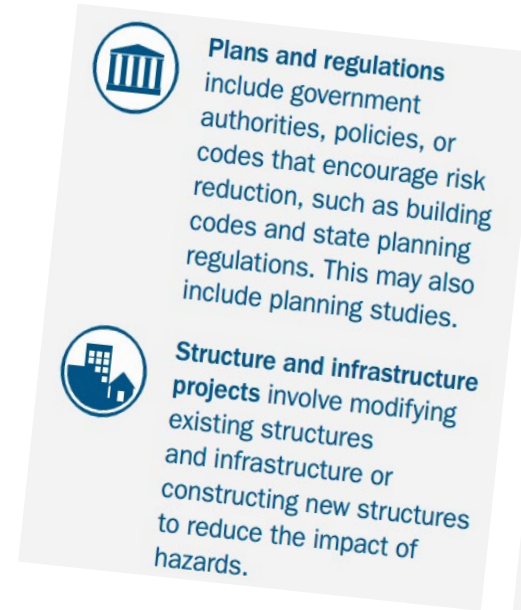 Plans and regulations
include government
authorities, policies, or
codes that encourage risk
reduction, such as building
codes and state planning
regulations. This may also
include planning studies.
Structure and infrastructure
projects involve modifying
existing structures
and infrastructure or
constructing new structures
to reduce the impact of
hazards.